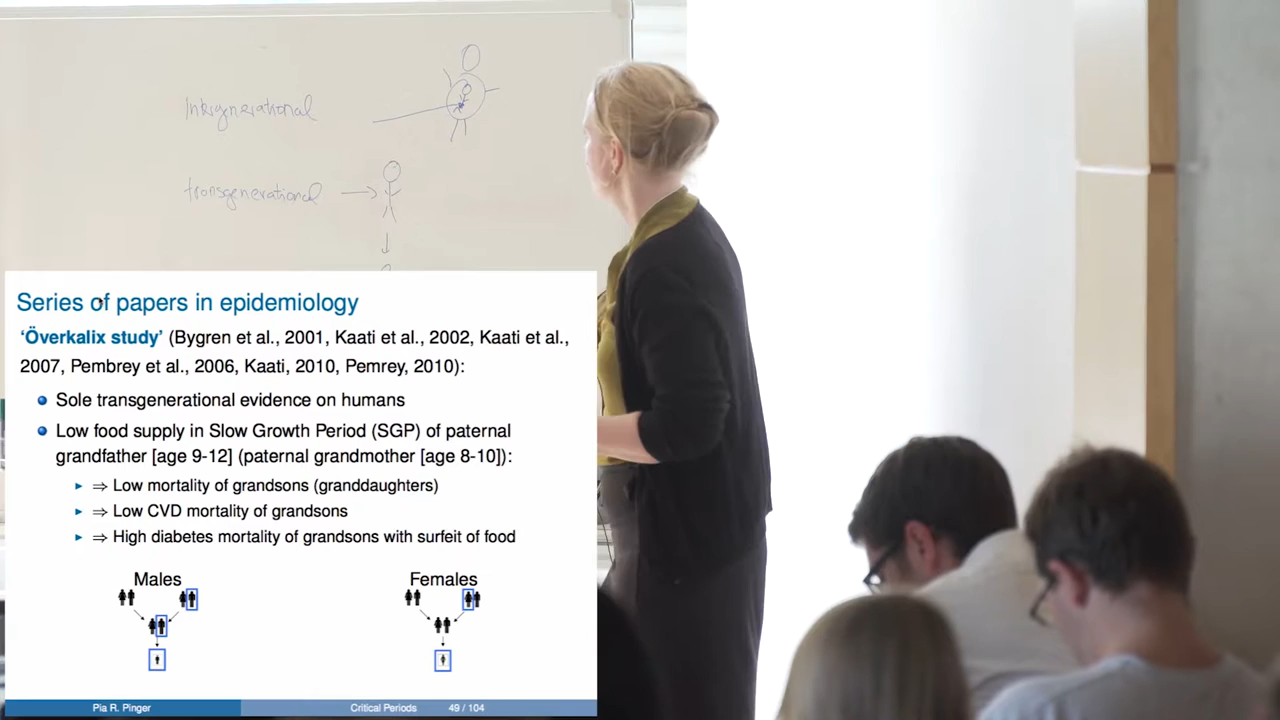 Intergenerational
transgenerational
Series of papers in epidemiology
‘Överkalix study’ (Bygren et al., 2001, Kaati et al., 2002, Kaati et al.,
2007, Pembrey et al., 2006, Kaati, 2010, Pemrey, 2010):
Sole transgenerational evidence on humans
Low food supply in Slow Growth Period (SGP) of paternal
grandfather [age 9-12] (paternal grandmother [age 8-10]):
⇒ Low mortality of grandsons (granddaughters)
⇒ Low CVD mortality of grandsons
⇒ High diabetes mortality of grandsons with surfeit of food
Males Females
Pia R. Pinger Critical Periods 49 / 104